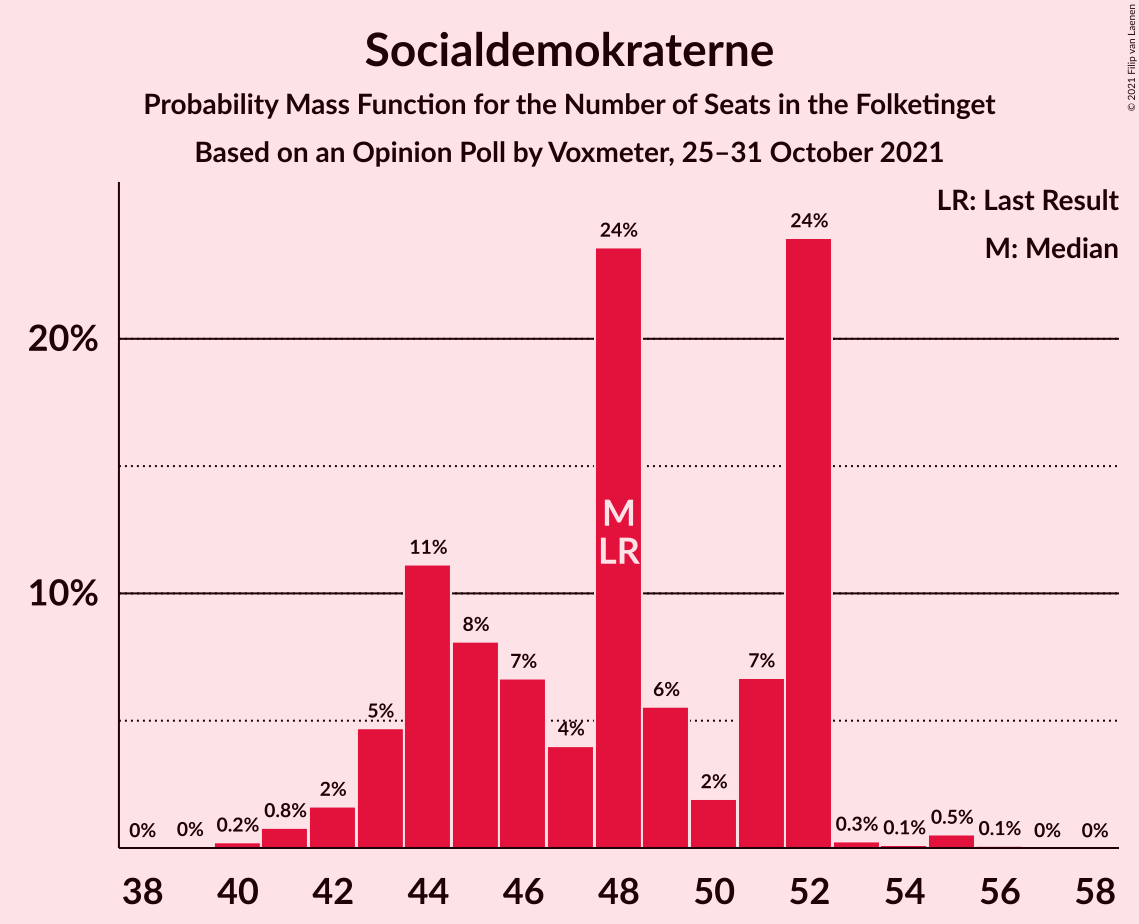 Socialdemokraterne
Probability Mass Function for the Number of Seats in the Folketinget
Based on an Opinion Poll by Voxmeter, 25–31 October 2021
© 2021 Filip van Laenen
LR: Last Result
M: Median
20%
10%
0%
0%
0.2%
0.8%
2%
5%
11%
8%
7%
4%
24%
6%
2%
7%
24%
0.3%
0.1%
0.5%
0.1%
0%
0%
M
LR
38 40 42 44 46 48 50 52 54 56 58